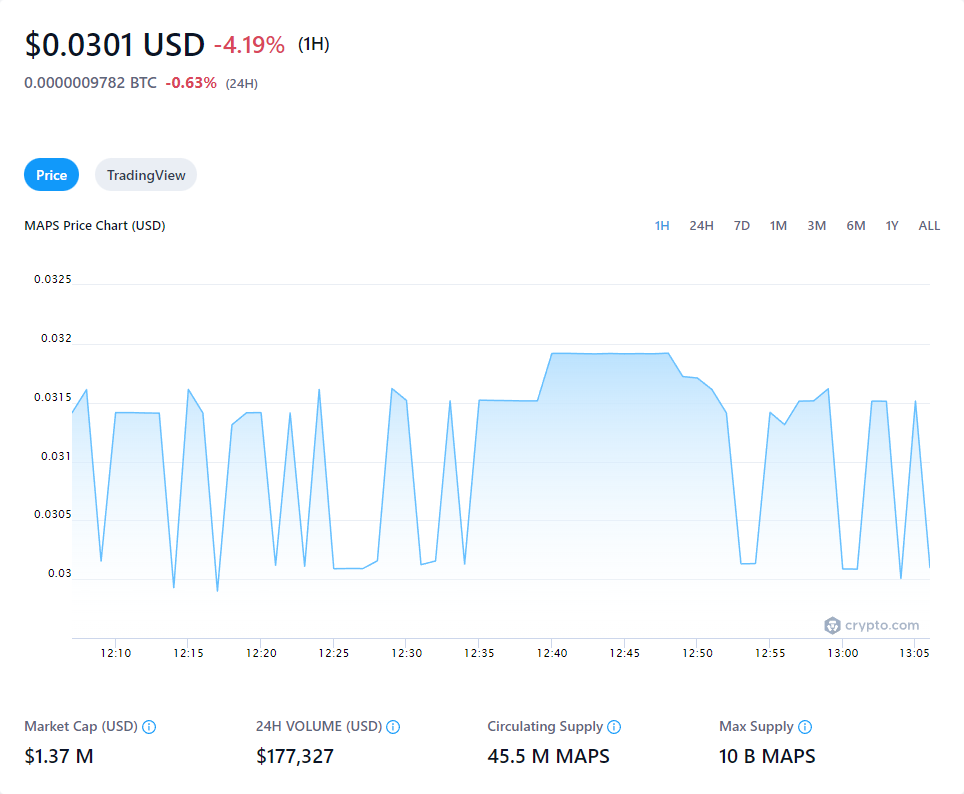 $0.0301 USD -4.19% (1H)
0.0000009782 BTC -0.63% (24H)
Price TradingView
MAPS Price Chart (USD) 1H 24H 7D 1M 3M 6M 1Y ALL
0.0325
0.032
0.0315
0.031
0.0305
0.03
crypto.com
12:10 12:15 12:20 12:25 12:30 12:35 12:40 12:45 12:50 12:55 13:00 13:05
Market Cap (USD) 24H VOLUME (USD) Circulating Supply Max Supply
$1.37 M $177,327 45.5 M MAPS 10 B MAPS